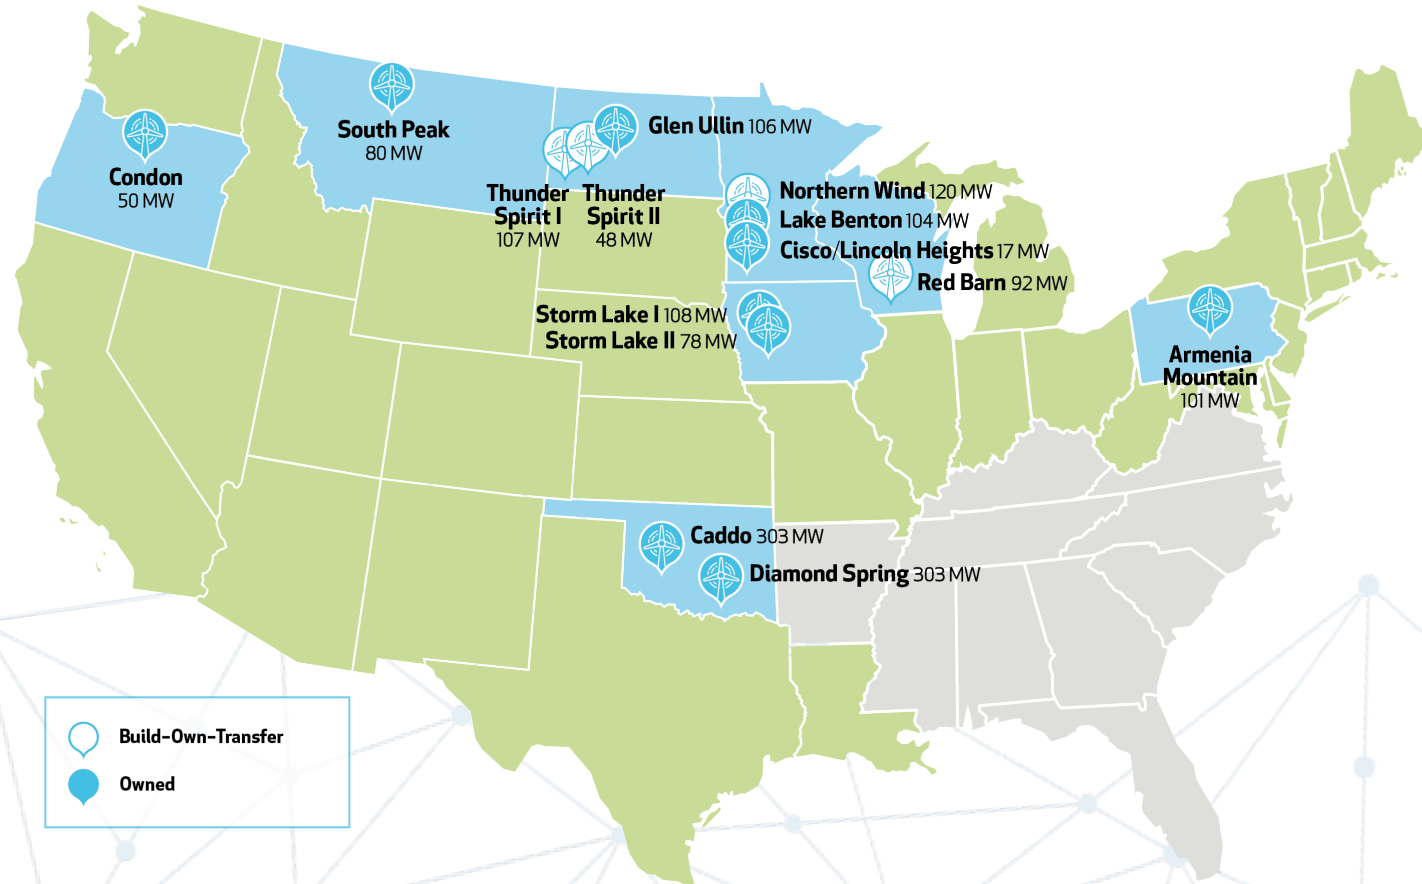 South Peak
80 MW
Condon
50 MW
Glen Ullin 106 MW
Thunder
Spirit I
107 MW
Thunder
Spirit II
48 MW
Northern Wind 120 MW
Lake Benton 104 MW
Cisco/Lincoln Heights 17 MW
Red Barn 92 MW
Storm Lake I 108 MW
Storm Lake II 78 MW
Armenia
Mountain
101 MW
Caddo 303 MW
Diamond Spring 303 MW
Build-Own-Transfer
Owned